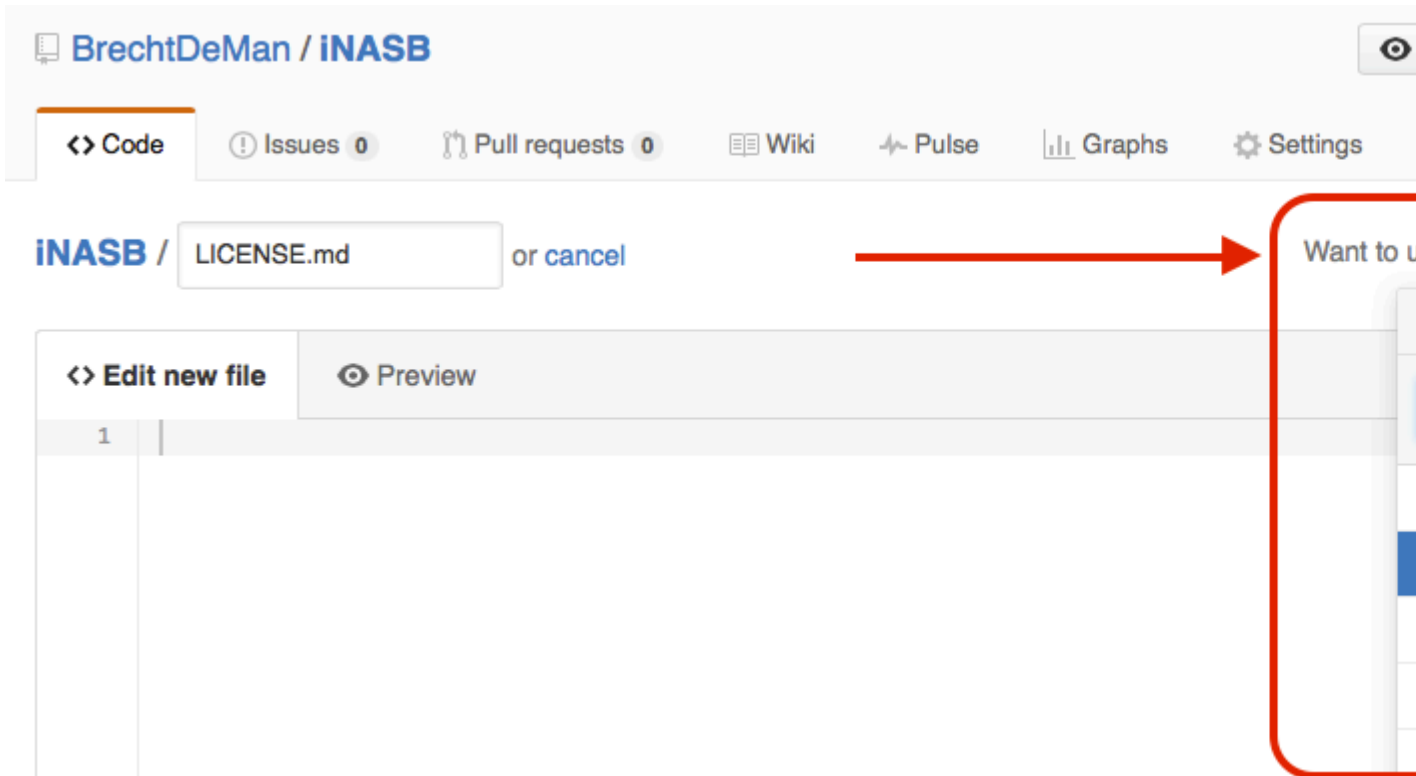 BrechtDeMan / iNASB
<> Code Issues 0 Pull requests 0 Wiki Pulse Graphs Settings
iNASB / LICENSE.md or cancel
Want to
<> Edit new file Preview
1